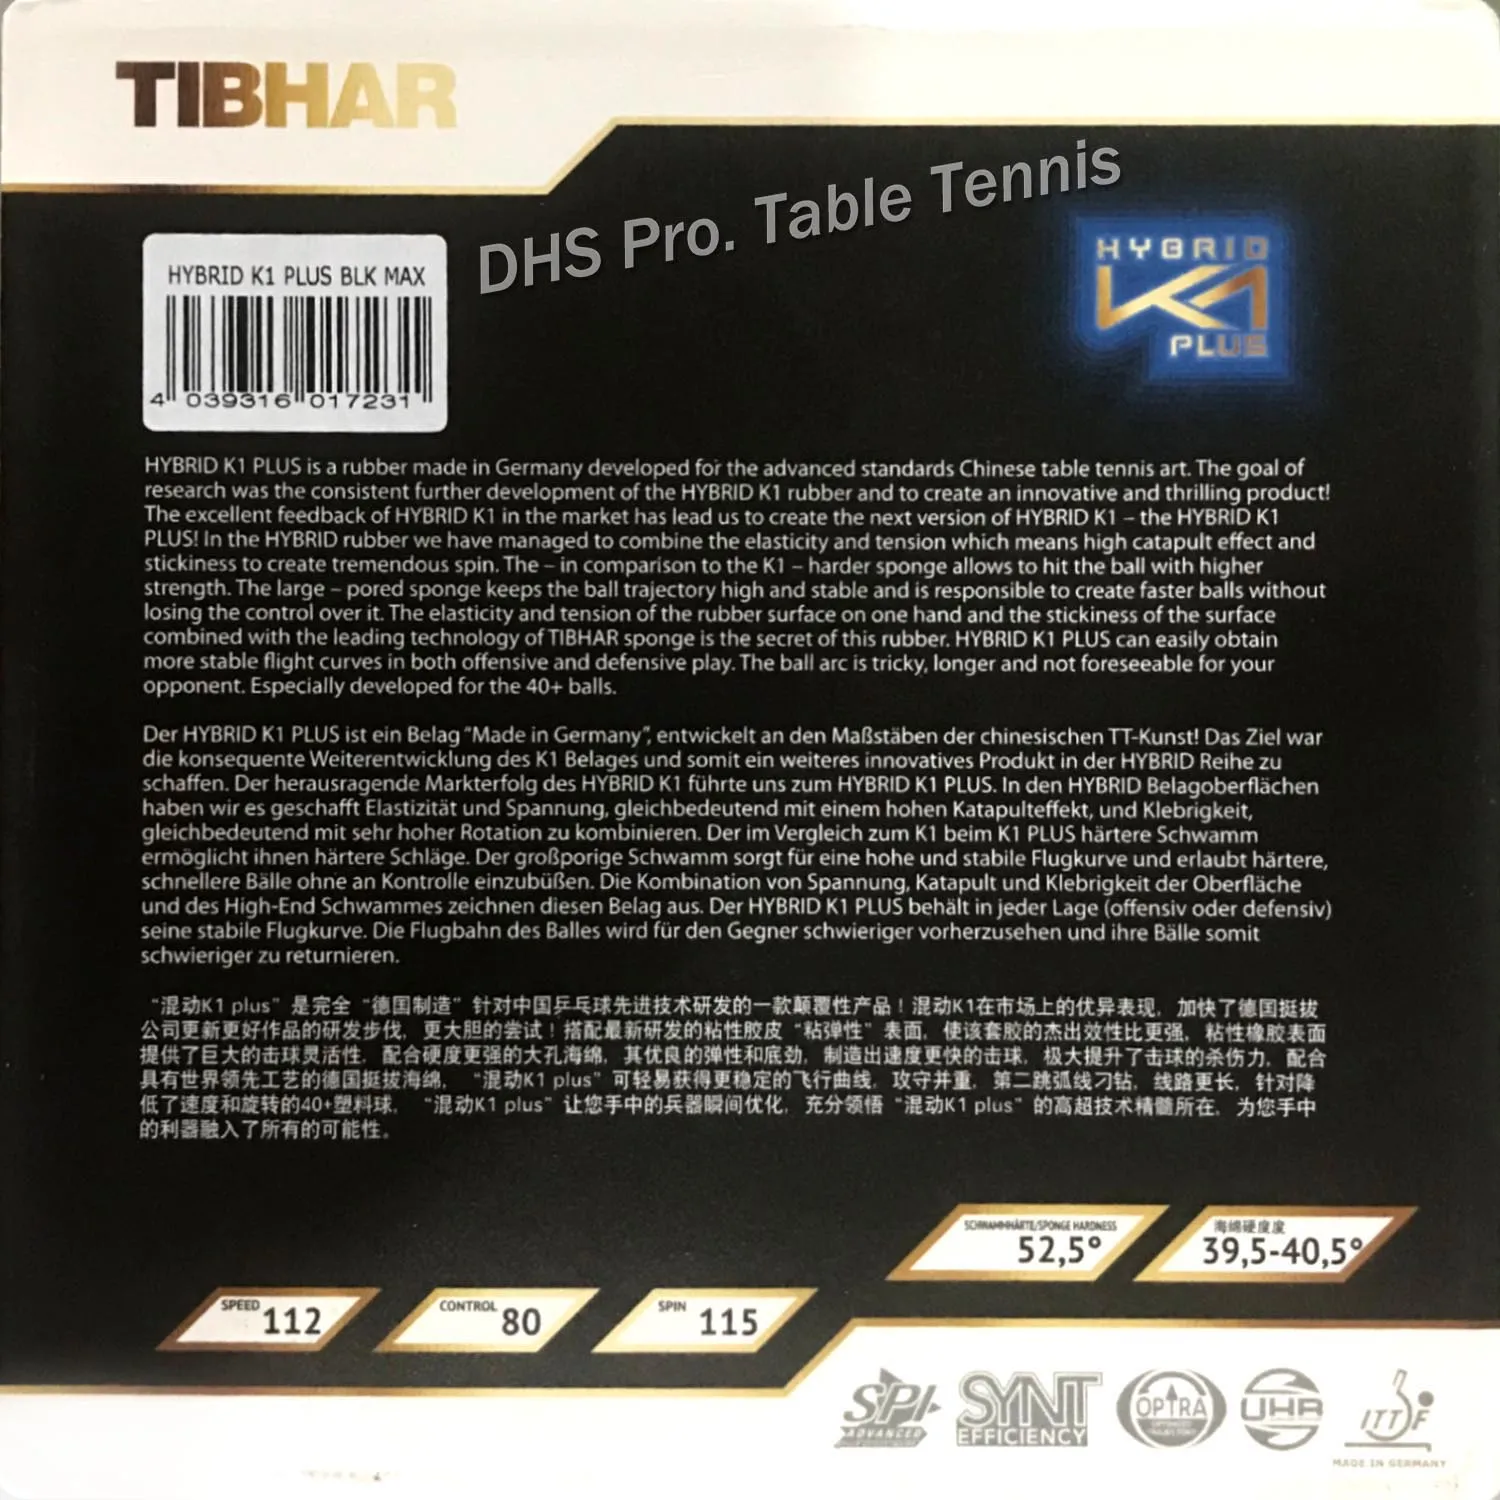 TIBHAR
DHS Pro. Table Tennis
HYBRID
K1
PLUS
HYBRID K1 PLUS BLK MAX
4 039316 017231
HYBRID K1 PLUS is a rubber made in Germany developed for the advanced standards Chinese table tennis art. The goal of
research was the consistent further development of the HYBRID K1 rubber and to create an innovative and thrilling product!
The excellent feedback of HYBRID K1 in the market has lead us to create the next version of HYBRID K1 – the HYBRID K1
PLUS! In the HYBRID rubber we have managed to combine the elasticity and tension which means high catapult effect and
stickiness to create tremendous spin. The – in comparison to the K1 – harder sponge allows to hit the ball with higher
strength. The large – pored sponge keeps the ball trajectory high and stable and is responsible to create faster balls without
losing the control over it. The elasticity and tension of the rubber surface on one hand and the stickiness of the surface
combined with the leading technology of TIBHAR sponge is the secret of this rubber. HYBRID K1 PLUS can easily obtain
more stable flight curves in both offensive and defensive play. The ball arc is tricky, longer and not foreseeable for your
opponent. Especially developed for the 40+ balls.
Der HYBRID K1 PLUS ist ein Belag "Made in Germany", entwickelt an den Maßstäben der chinesischen TT-Kunst! Das Ziel war
die konsequente Weiterentwicklung des K1 Belages und somit ein weiteres innovatives Produkt in der HYBRID Reihe zu
schaffen. Der herausragende Markterfolg des HYBRID K1 führte uns zum HYBRID K1 PLUS. In den HYBRID Belagoberflächen
haben wir es geschafft Elastizität und Spannung, gleichbedeutend mit einem hohen Katapulteffekt, und Klebrigkeit,
gleichbedeutend mit sehr hoher Rotation zu kombinieren. Der im Vergleich zum K1 beim K1 PLUS härtere Schwamm
ermöglicht ihnen härtere Schläge. Der großporige Schwamm sorgt für eine hohe und stabile Flugkurve und erlaubt härtere,
schnellere Bälle ohne an Kontrolle einzubüßen. Die Kombination von Spannung, Katapult und Klebrigkeit der Oberfläche
und des High-End Schwammes zeichnen diesen Belag aus. Der HYBRID K1 PLUS behält in jeder Lage (offensiv oder defensiv)
seine stabile Flugkurve. Die Flugbahn des Balles wird für den Gegner schwieriger vorherzusehen und ihre Bälle somit
schwieriger zu returnieren.
“混动K1 plus”是完全“德国制造”针对中国乒乓球先进技术研发的一款颠覆性产品！混动K1在市场上的优异表现，加快了德国挺拔
公司更新更好作品的研发步伐，更大胆的尝试！搭配最新研发的粘性胶皮“粘弹性”表面，使该套胶的杰出效性比更强，粘性橡胶表面
提供了巨大的击球灵活性，配合硬度更强的大孔海绵，其优良的弹性和底劲，制造出速度更快的击球，极大提升了击球的杀伤力，配合
具有世界领先工艺的德国挺拔海绵，“混动K1 plus”可轻易获得更稳定的飞行曲线，攻守并重，第二跳弧线刁钻，线路更长，针对降
低了速度和旋转的40+塑料球，“混动K1 plus”让您手中的兵器瞬间优化，充分领悟“混动K1 plus”的高超技术精髓所在，为您手中
的利器融入了所有的可能性。
SCHWAMMHÄRTE/SPONGE HARDNESS
52,5°
海绵硬度度
39,5-40,5°
SPEED 112
CONTROL 80
SPIN 115
SPI
ADVANCED
SYNT
EFFICIENCY
OPTRA
UHR
ITTF
MADE IN GERMANY